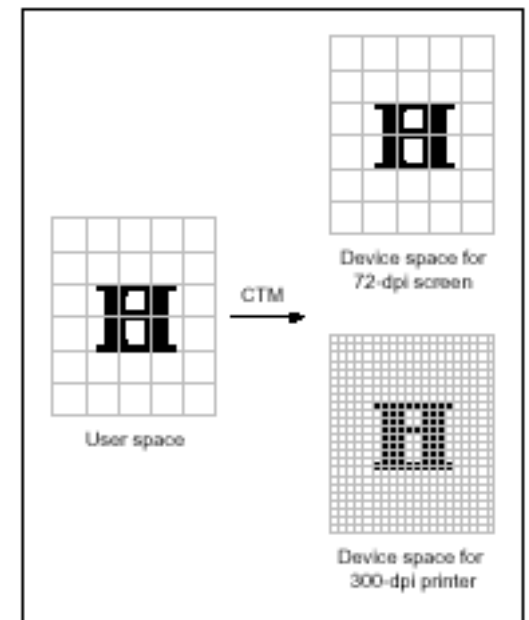 Device space for
72-dpi screen
CTM
User space
Device space for
300-dpi printer